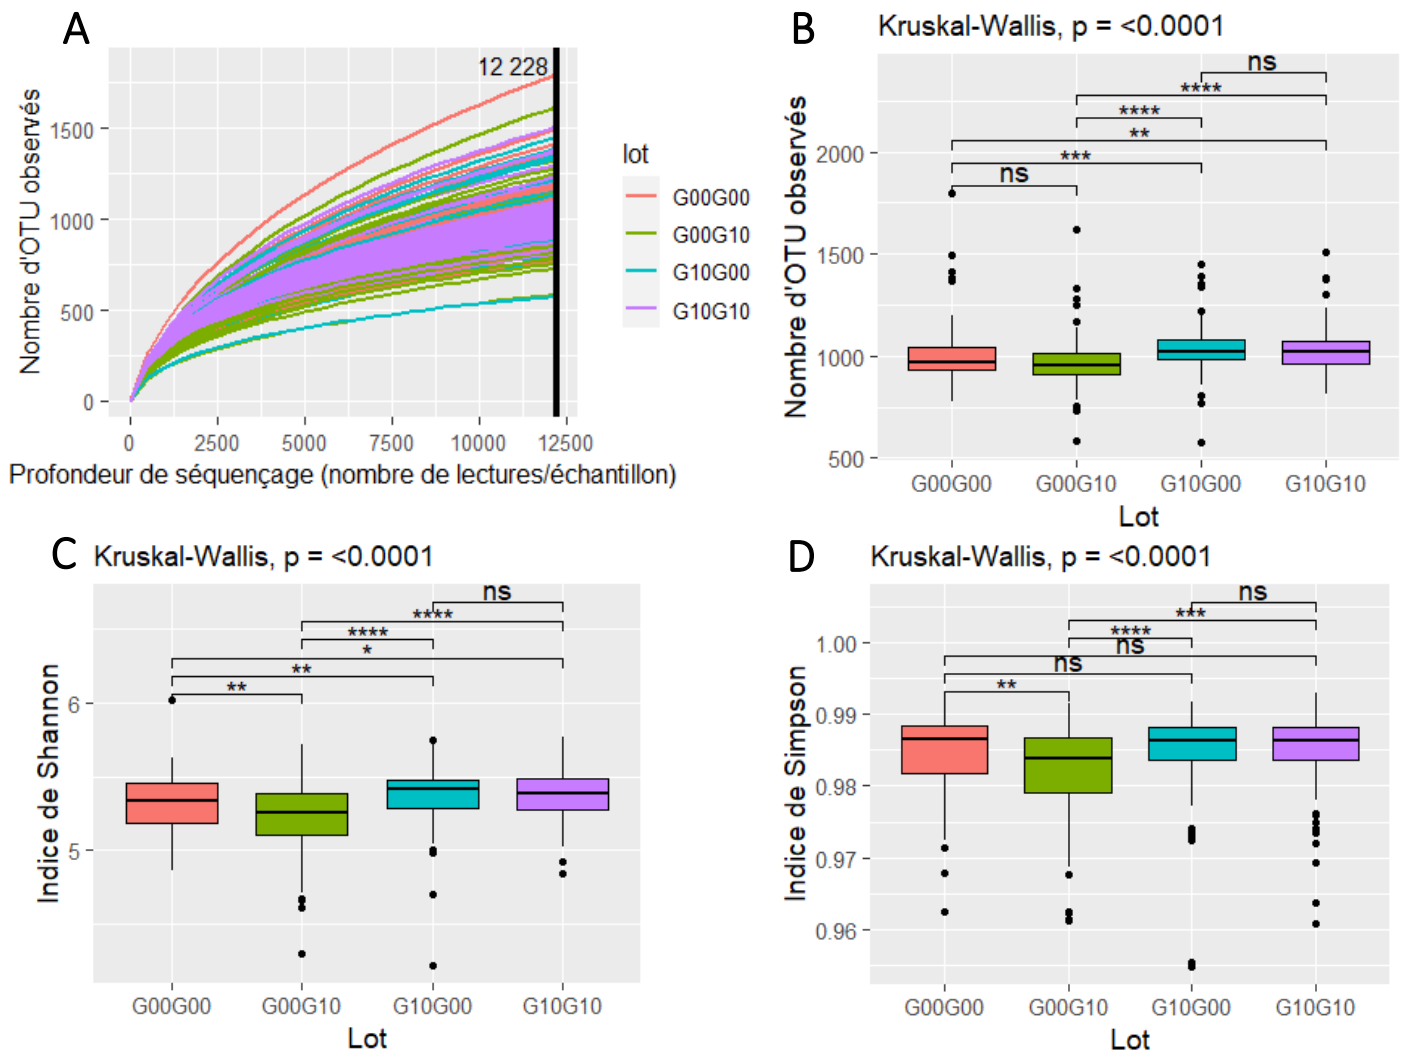 A
12 228
1500
1000
500
0
0 2500 5000 7500 10000 12500
Nombre d'OTU observés
Profondeur de séquençage (nombre de lectures/échantillon)
lot
G00G00
G00G10
G10G00
G10G10
B
Kruskal-Wallis, p = <0.0001
ns
****
****
**
***
ns
2000
1500
1000
500
Nombre d'OTU observés
G00G00 G00G10 G10G00 G10G10
Lot
C
Kruskal-Wallis, p = <0.0001
ns
****
****
*
**
**
6
5
Indice de Shannon
G00G00 G00G10 G10G00 G10G10
Lot
D
Kruskal-Wallis, p = <0.0001
ns
***
****
ns
ns
**
1.00
0.99
0.98
0.97
0.96
Indice de Simpson
G00G00 G00G10 G10G00 G10G10
Lot